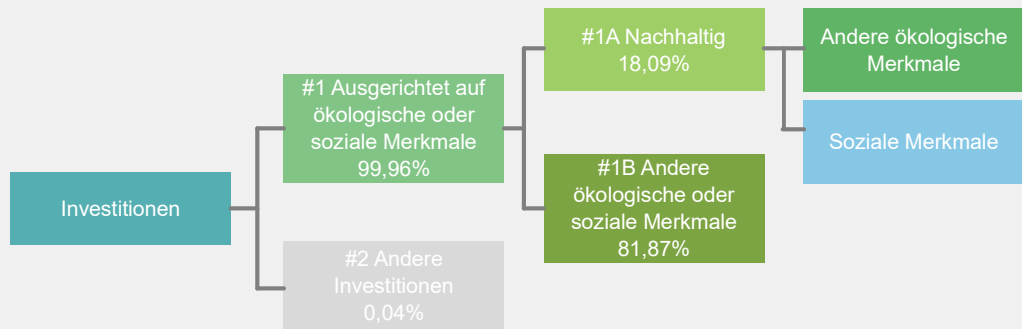 Investitionen
#1 Ausgerichtet auf
ökologische oder
soziale Merkmale
99,96%
#2 Andere
Investitionen
0,04%
#1A Nachhaltig
18,09%
#1B Andere
ökologische oder
soziale Merkmale
81,87%
Andere ökologische
Merkmale
Soziale Merkmale